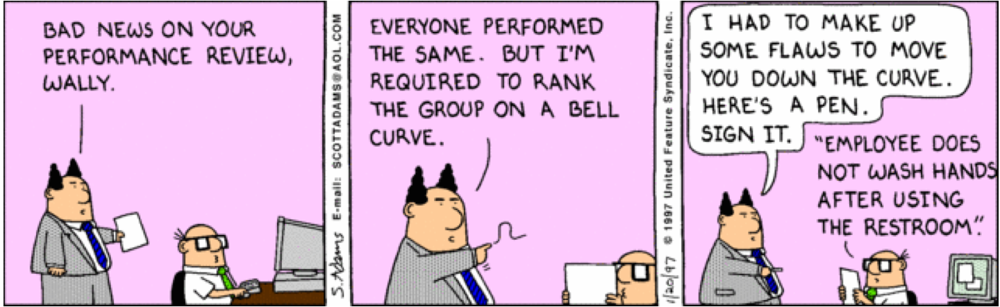 BAD NEWS ON YOUR
PERFORMANCE REVIEW,
WALLY.
S. Adams E-mail: SCOTTADAMS@AOL.COM
EVERYONE PERFORMED
THE SAME. BUT I'M
REQUIRED TO RANK
THE GROUP ON A BELL
CURVE.
1/20/97 © 1997 United Feature Syndicate, Inc.
I HAD TO MAKE UP
SOME FLAWS TO MOVE
YOU DOWN THE CURVE.
HERE'S A PEN.
SIGN IT.
"EMPLOYEE DOES
NOT WASH HANDS
AFTER USING
THE RESTROOM."